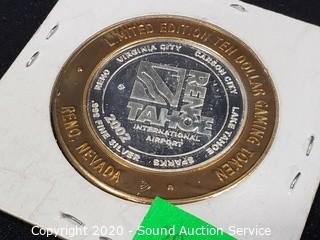 LIMITED EDITION TEN DOLLAR GAMING TOKEN
RENO, NEVADA
RENO VIRGINIA CITY CARSON CITY LAKE TAHOE SPARKS
.999 FINE SILVER
RENO
TAHOE
INTERNATIONAL
AIRPORT
Copyright © 2020 - Sound Auction Service